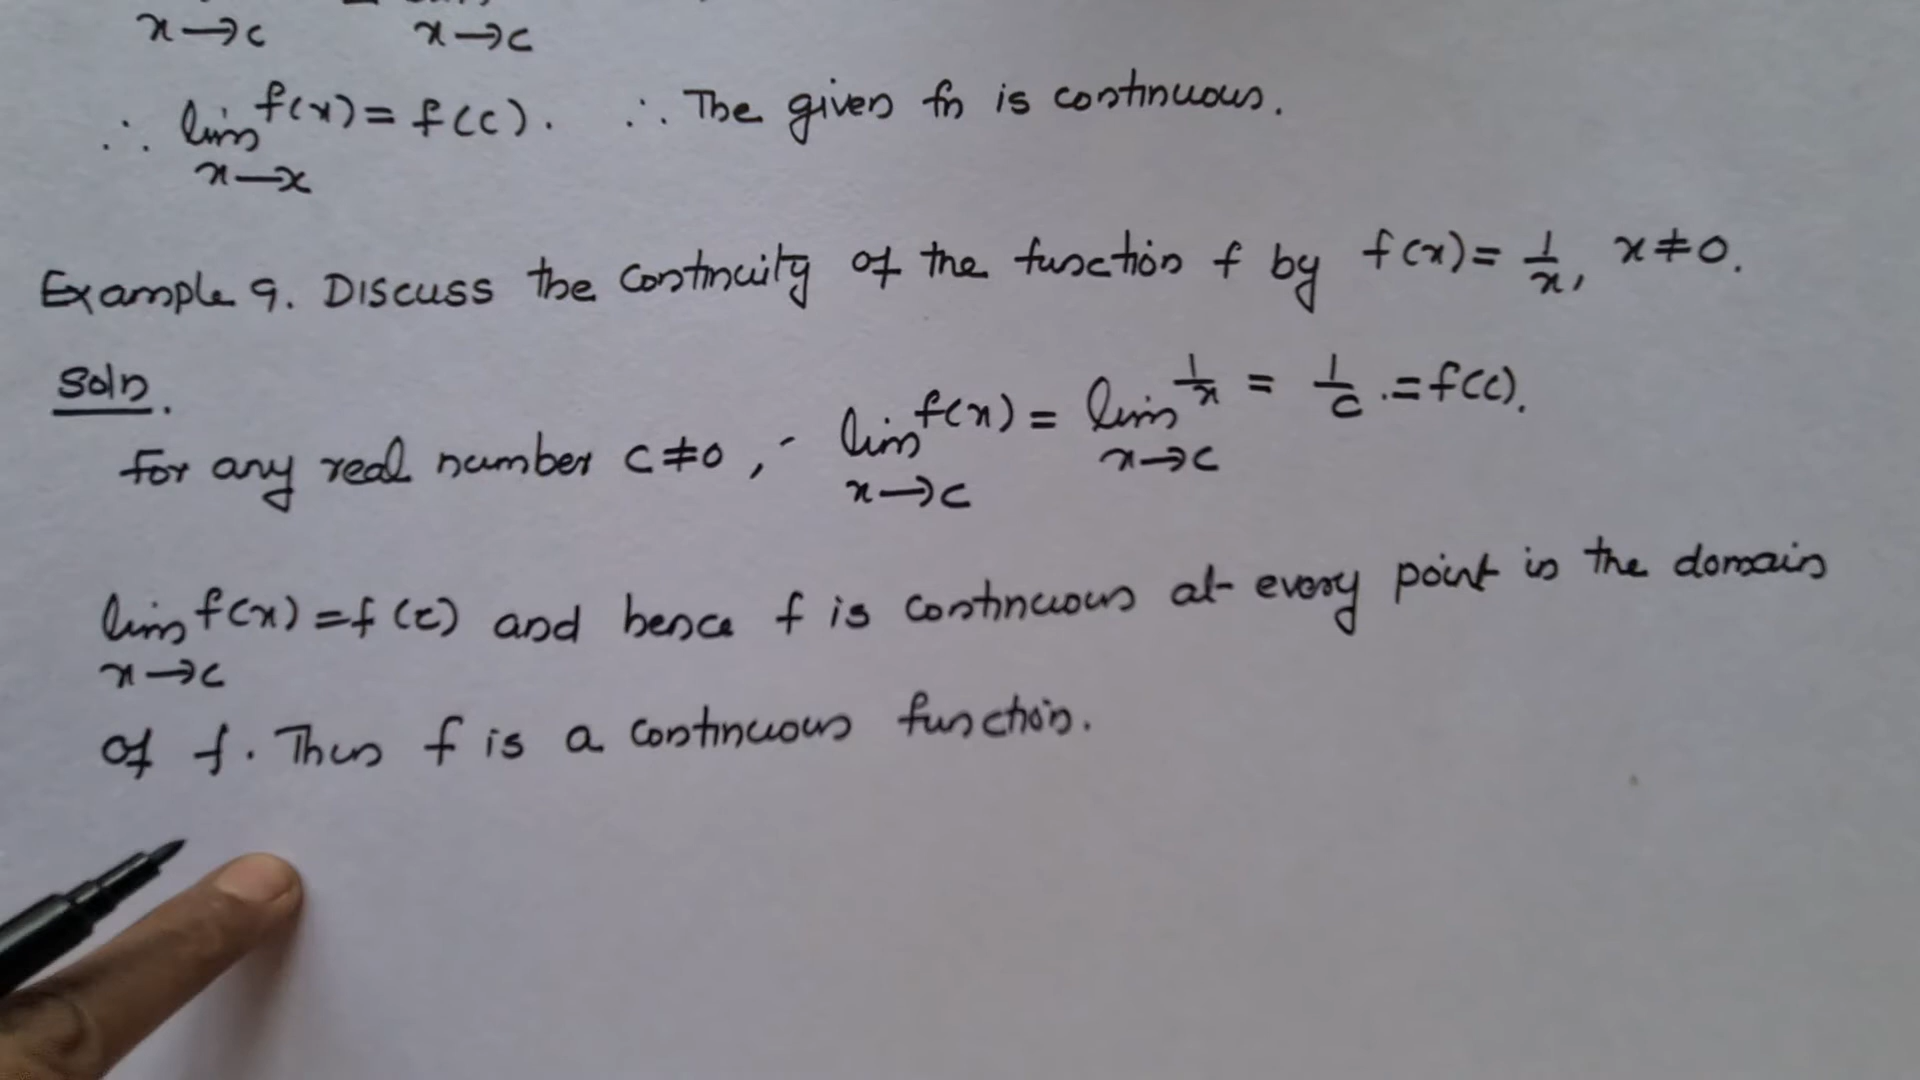 x→c x→c
∴ lim f(x) = f(c). ∴ The given fn is continuous.
x→x
Example 9. Discuss the continuity of the function f by f(x) = 1/x, x≠0.
Soln.
For any real number c≠0, lim f(x) = lim 1/x = 1/c. = f(c).
x→c x→c
lim f(x) = f(c) and hence f is continuous at every point in the domain
x→c
of f. Thus f is a continuous function.